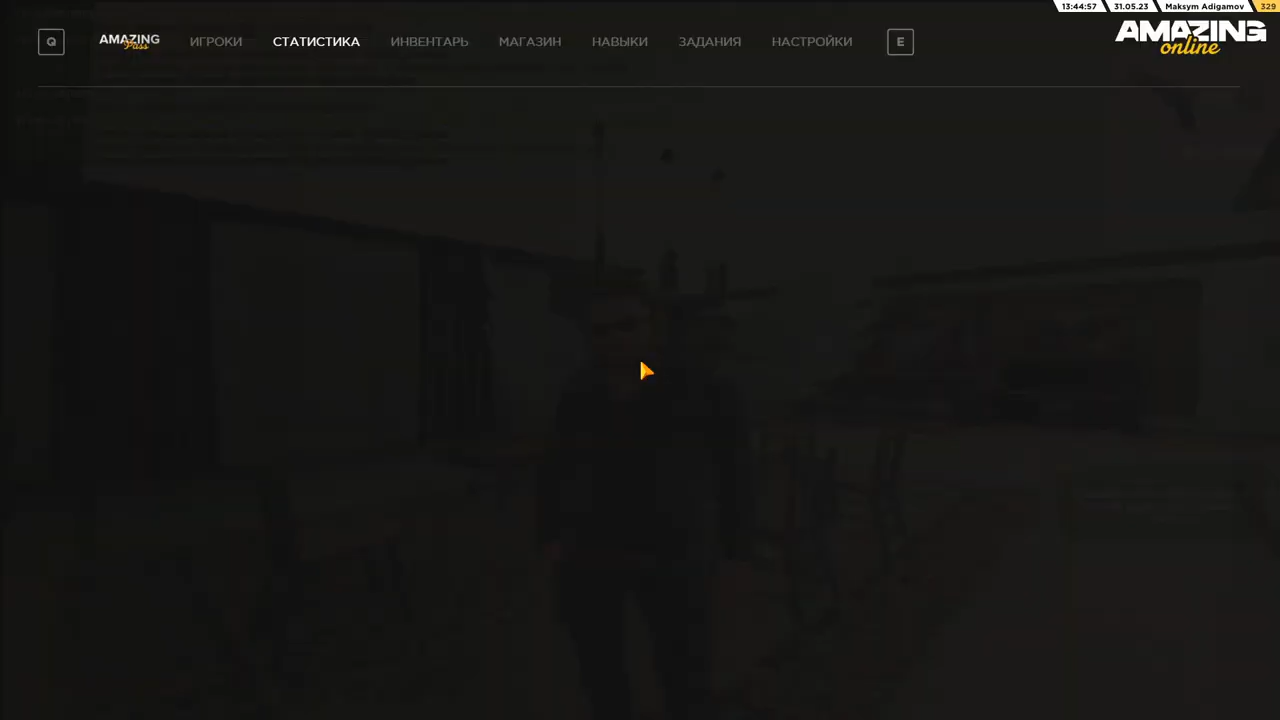 13:44:57 31.05.23 Maksym Adigamov 329
Q AMAZING Pass ИГРОКИ СТАТИСТИКА ИНВЕНТАРЬ МАГАЗИН НАВЫКИ ЗАДАНИЯ НАСТРОЙКИ E
AMAZING
online